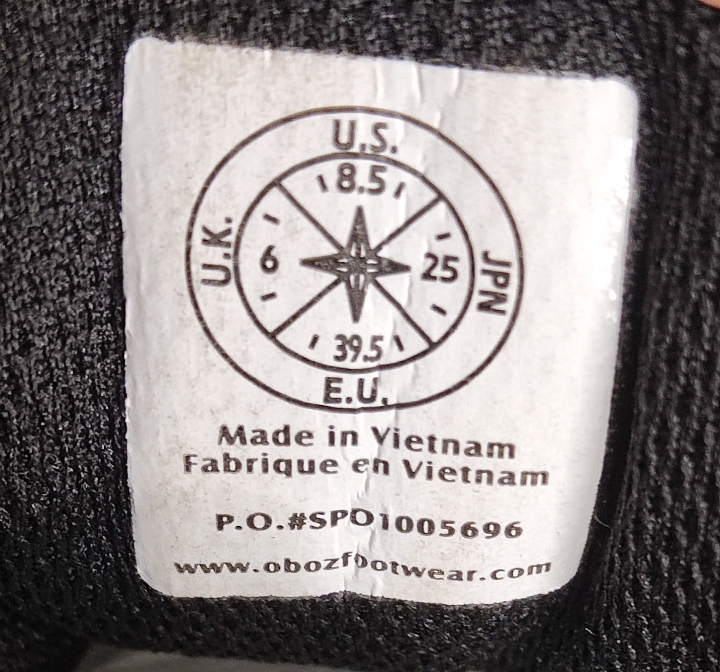 U.S.
8.5
U.K.
6
25
JPN
39.5
E.U.
Made in Vietnam
Fabrique en Vietnam
P.O.#SPO1005696
www.obozfootwear.com